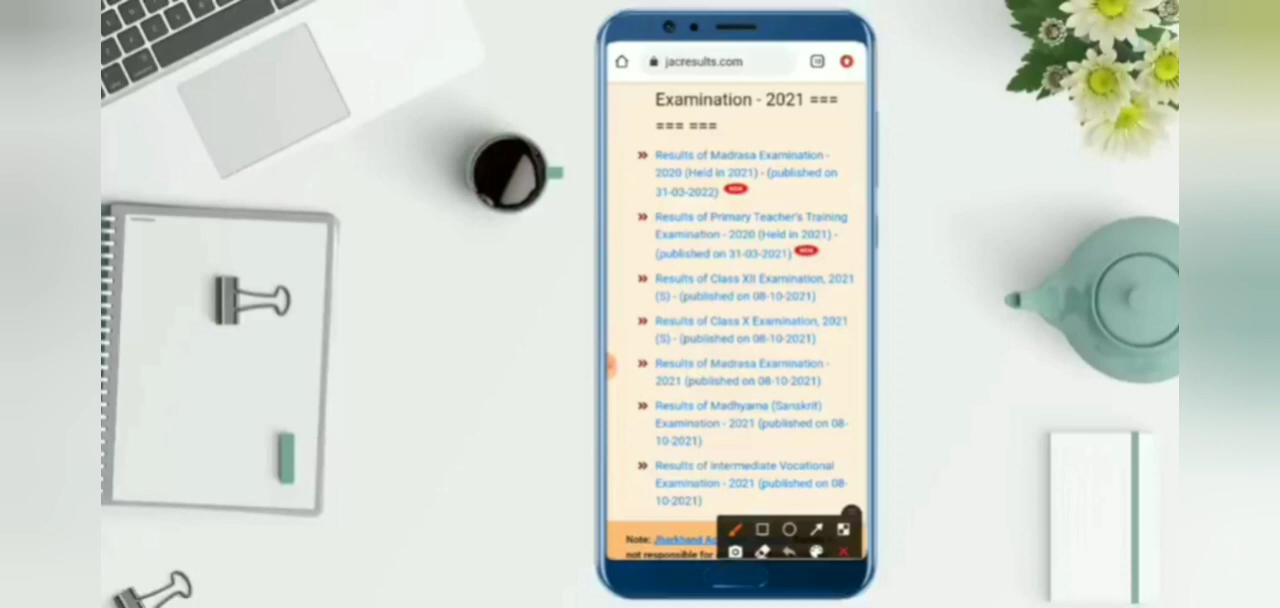 jacresults.com
Examination - 2021 ===
=== ===
Results of Madrasa Examination -
2020 (Held in 2021) - (published on
31-03-2022) NEW
Results of Primary Teacher's Training
Examination - 2020 (Held in 2021) -
(published on 31-03-2021) NEW
Results of Class XII Examination, 2021
(S) - (published on 08-10-2021)
Results of Class X Examination, 2021
(S) - (published on 08-10-2021)
Results of Madrasa Examination -
2021 (published on 08-10-2021)
Results of Madhyama (Sanskrit)
Examination - 2021 (published on 08-
10-2021)
Results of Intermediate Vocational
Examination - 2021 (published on 08-
10-2021)
Note: Jharkhand
not responsible for